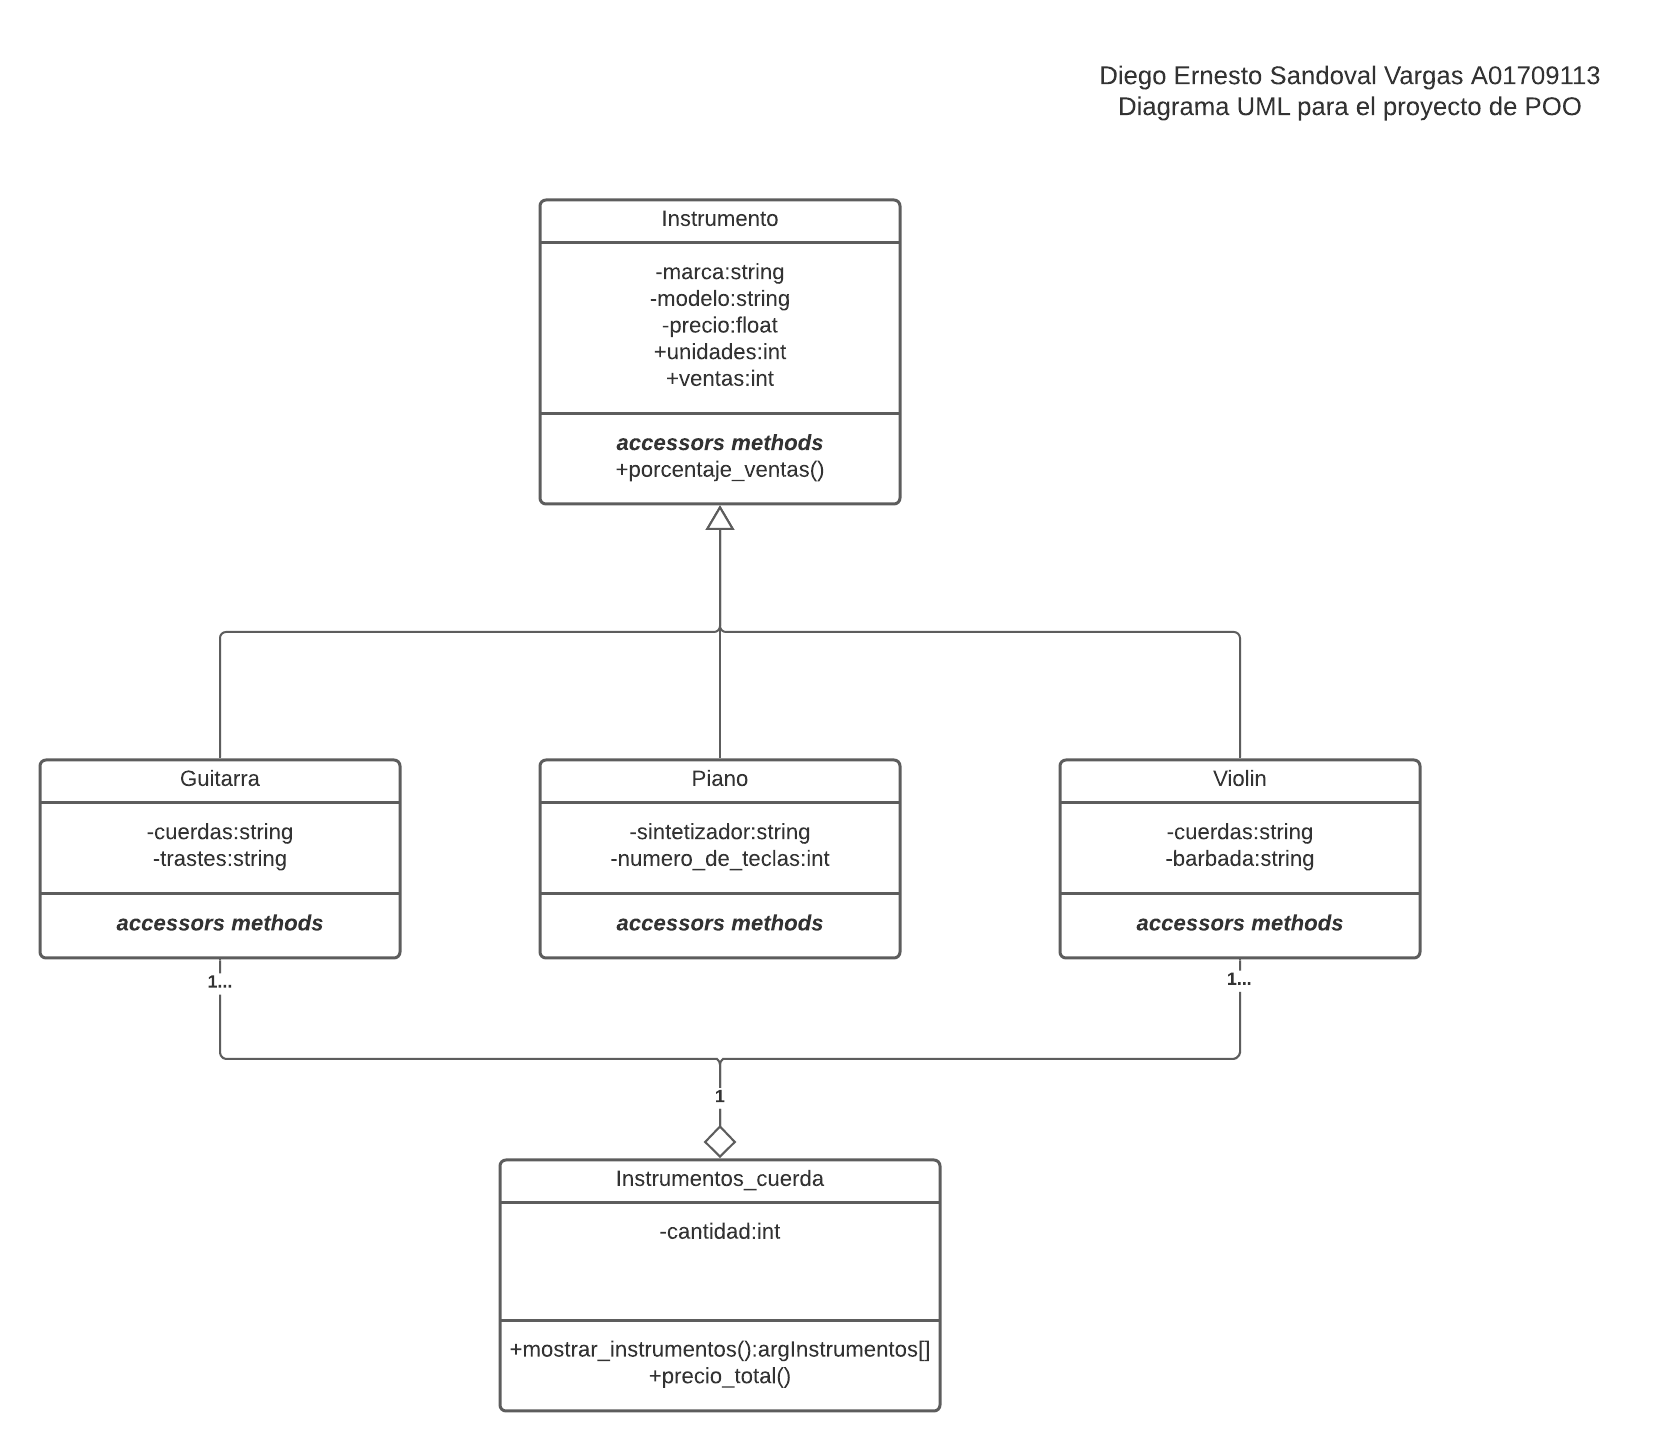 Diego Ernesto Sandoval Vargas A01709113
Diagrama UML para el proyecto de POO
Instrumento
-marca:string
-modelo:string
-precio:float
+unidades:int
+ventas:int
accessors methods
+porcentaje_ventas()
Guitarra
-cuerdas:string
-trastes:string
accessors methods
Piano
-sintetizador:string
-numero_de_teclas:int
accessors methods
Violin
-cuerdas:string
-barbada:string
accessors methods
1...
1...
1
Instrumentos_cuerda
-cantidad:int
+mostrar_instrumentos():argInstrumentos[]
+precio_total()